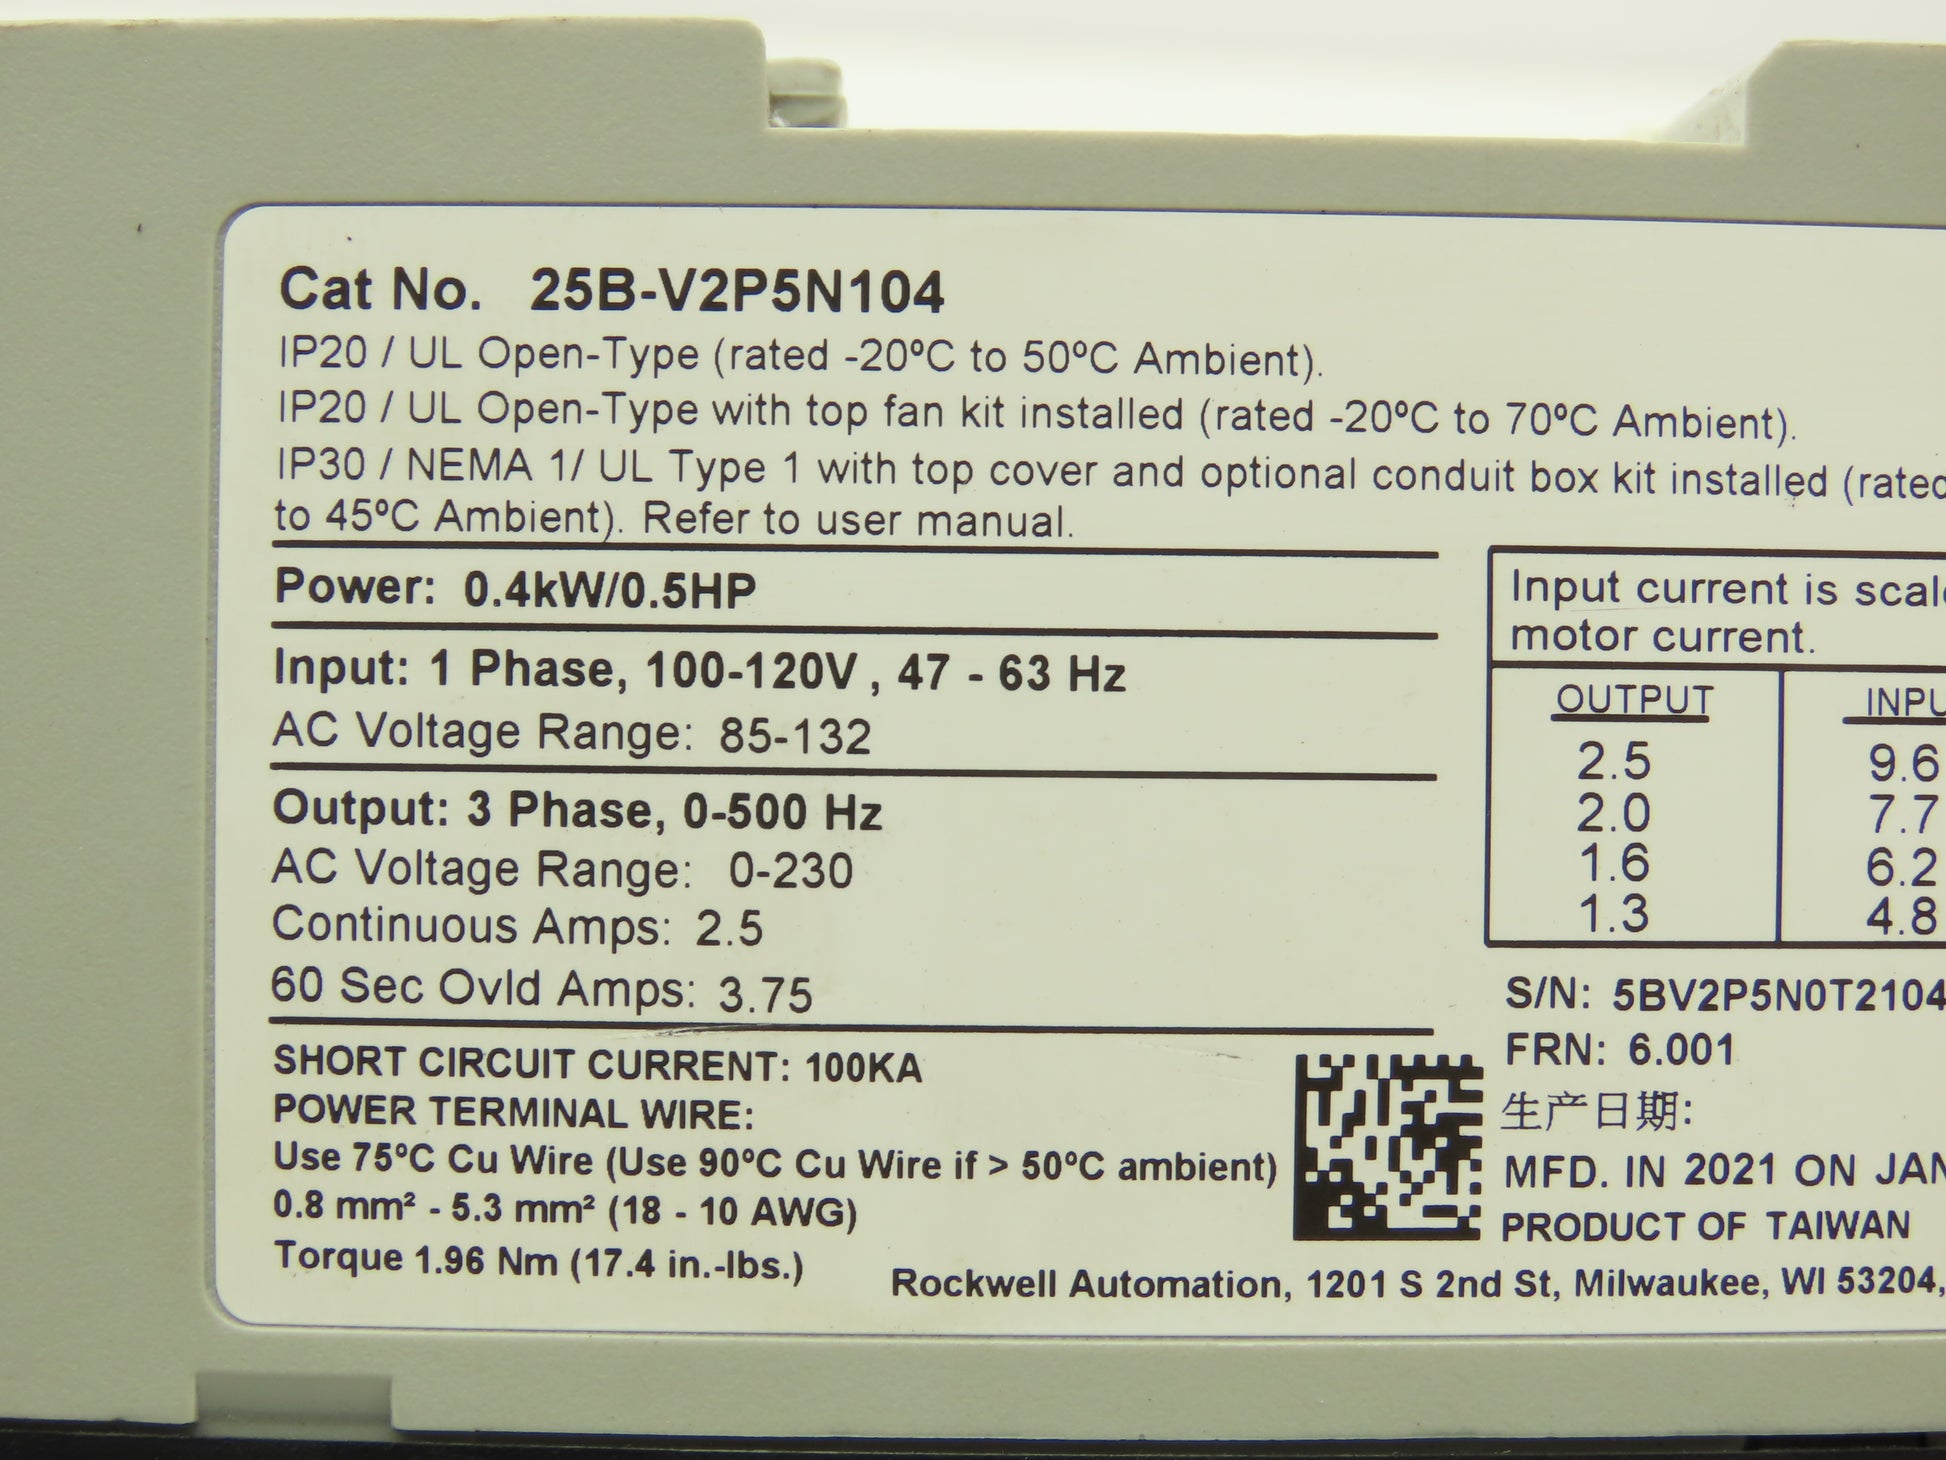 Cat No. 25B-V2P5N104
IP20 / UL Open-Type (rated -20ºC to 50ºC Ambient).
IP20 / UL Open-Type with top fan kit installed (rated -20ºC to 70ºC Ambient).
IP30 / NEMA 1/ UL Type 1 with top cover and optional conduit box kit installed (rated
to 45ºC Ambient). Refer to user manual.
Power: 0.4kW/0.5HP
Input: 1 Phase, 100-120V , 47 - 63 Hz
AC Voltage Range: 85-132
Output: 3 Phase, 0-500 Hz
AC Voltage Range: 0-230
Continuous Amps: 2.5
60 Sec Ovld Amps: 3.75
SHORT CIRCUIT CURRENT: 100KA
POWER TERMINAL WIRE:
Use 75ºC Cu Wire (Use 90ºC Cu Wire if > 50ºC ambient)
0.8 mm² - 5.3 mm² (18 - 10 AWG)
Torque 1.96 Nm (17.4 in.-lbs.)
Input current is
motor current.
OUTPUT
2.5 9.6
2.0 7.7
1.6 6.2
1.3 4.8
S/N: 5BV2P5N0T2104
FRN: 6.001
生产日期:
MFD. IN 2021 ON JAN
PRODUCT OF TAIWAN
Rockwell Automation, 1201 S 2nd St, Milwaukee, WI 53204,